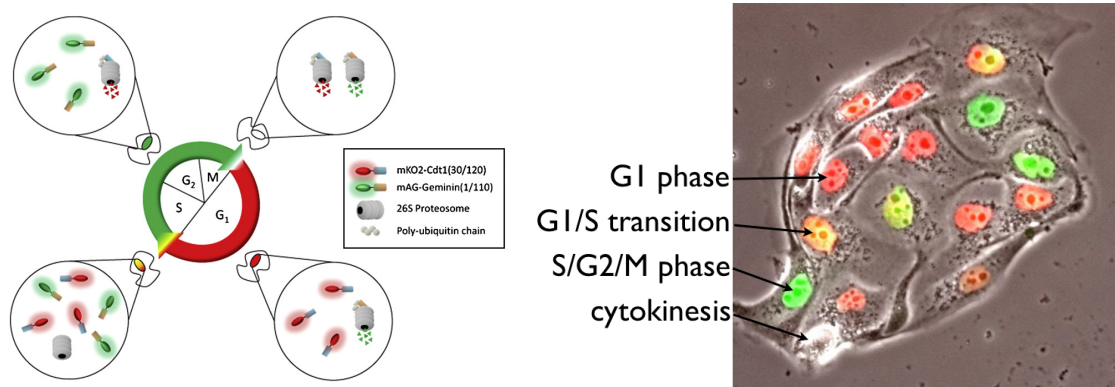 G₂
M
S
G₁
mKO2-Cdt1(30/120)
mAG-Geminin(1/110)
26S Proteosome
Poly-ubiquitin chain
G1 phase
G1/S transition
S/G2/M phase
cytokinesis